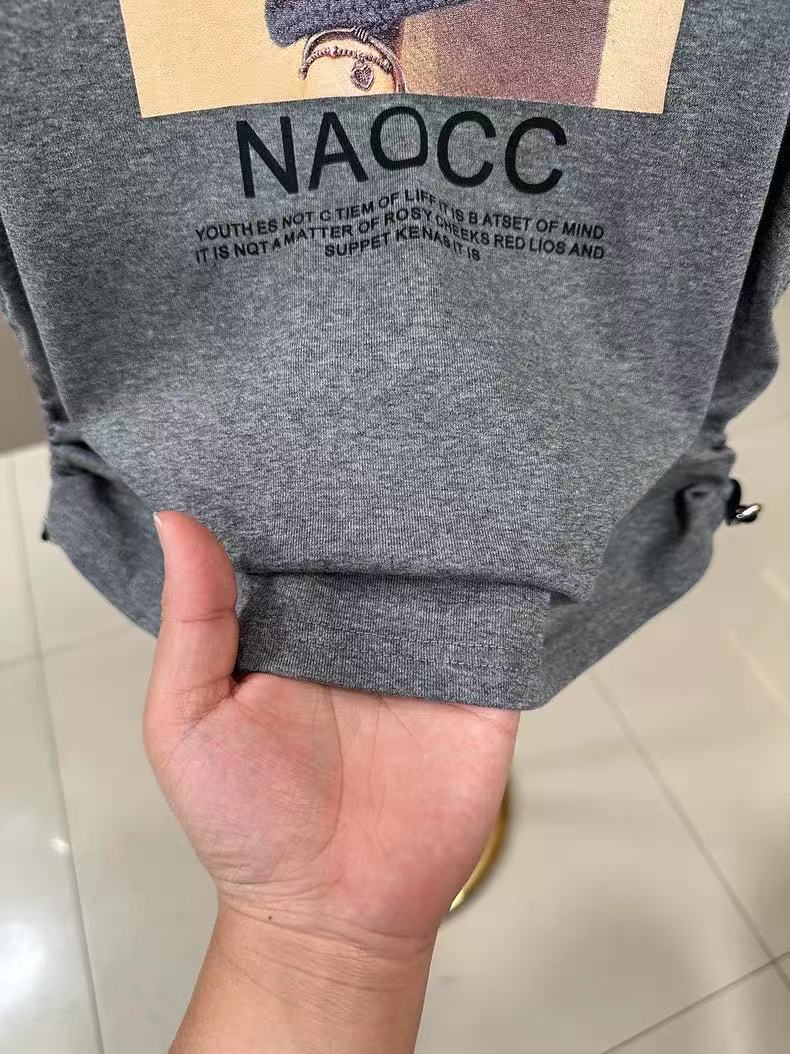 NAOCC
YOUTH ES NOT C TIEM OF LIFF IT IS B ATSET OF MIND
IT IS NQT A MATTER OF ROSY CHEEKS RED LIOS AND
SUPPET KENAS IT IS